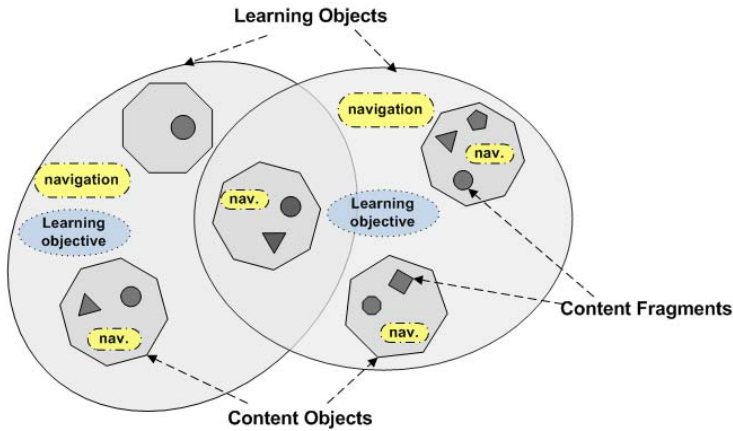 Learning Objects
navigation
nav.
navigation
nav.
Learning
objective
Learning
objective
nav.
nav.
Content Fragments
Content Objects